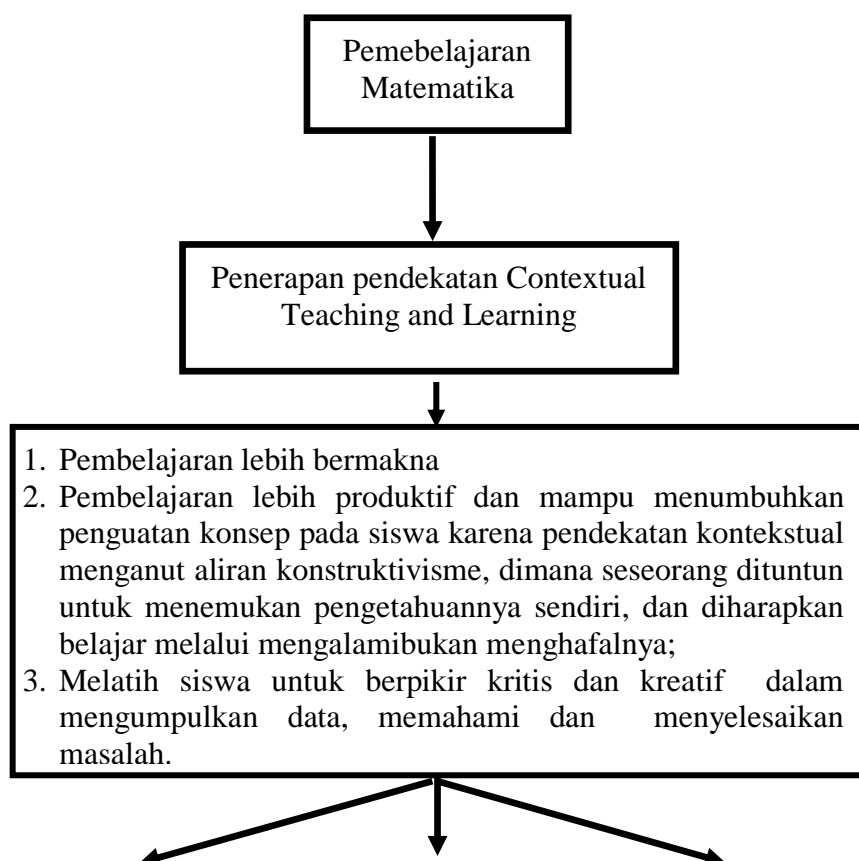 Pemebelajaran
Matematika
Penerapan pendekatan Contextual
Teaching and Learning
1. Pembelajaran lebih bermakna
2. Pembelajaran lebih produktif dan mampu menumbuhkan
penguatan konsep pada siswa karena pendekatan kontekstual
menganut aliran konstruktivisme, dimana seseorang dituntun
untuk menemukan pengetahuannya sendiri, dan diharapkan
belajar melalui mengalamibukan menghafalnya;
3. Melatih siswa untuk berpikir kritis dan kreatif dalam
mengumpulkan data, memahami dan menyelesaikan
masalah.